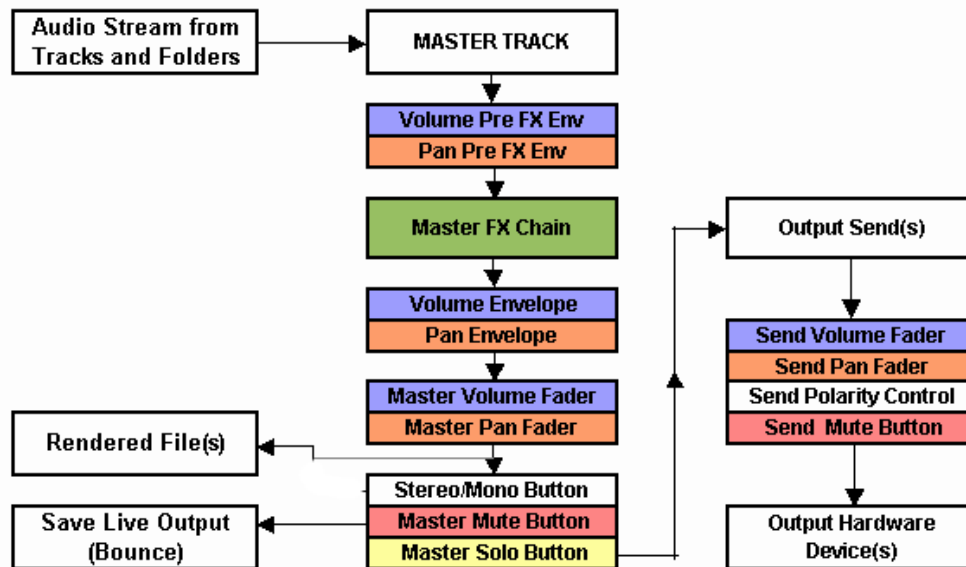 Audio Stream from
Tracks and Folders
MASTER TRACK
Volume Pre FX Env
Pan Pre FX Env
Master FX Chain
Volume Envelope
Pan Envelope
Master Volume Fader
Master Pan Fader
Rendered File(s)
Stereo/Mono Button
Master Mute Button
Master Solo Button
Save Live Output
(Bounce)
Output Send(s)
Send Volume Fader
Send Pan Fader
Send Polarity Control
Send Mute Button
Output Hardware
Device(s)